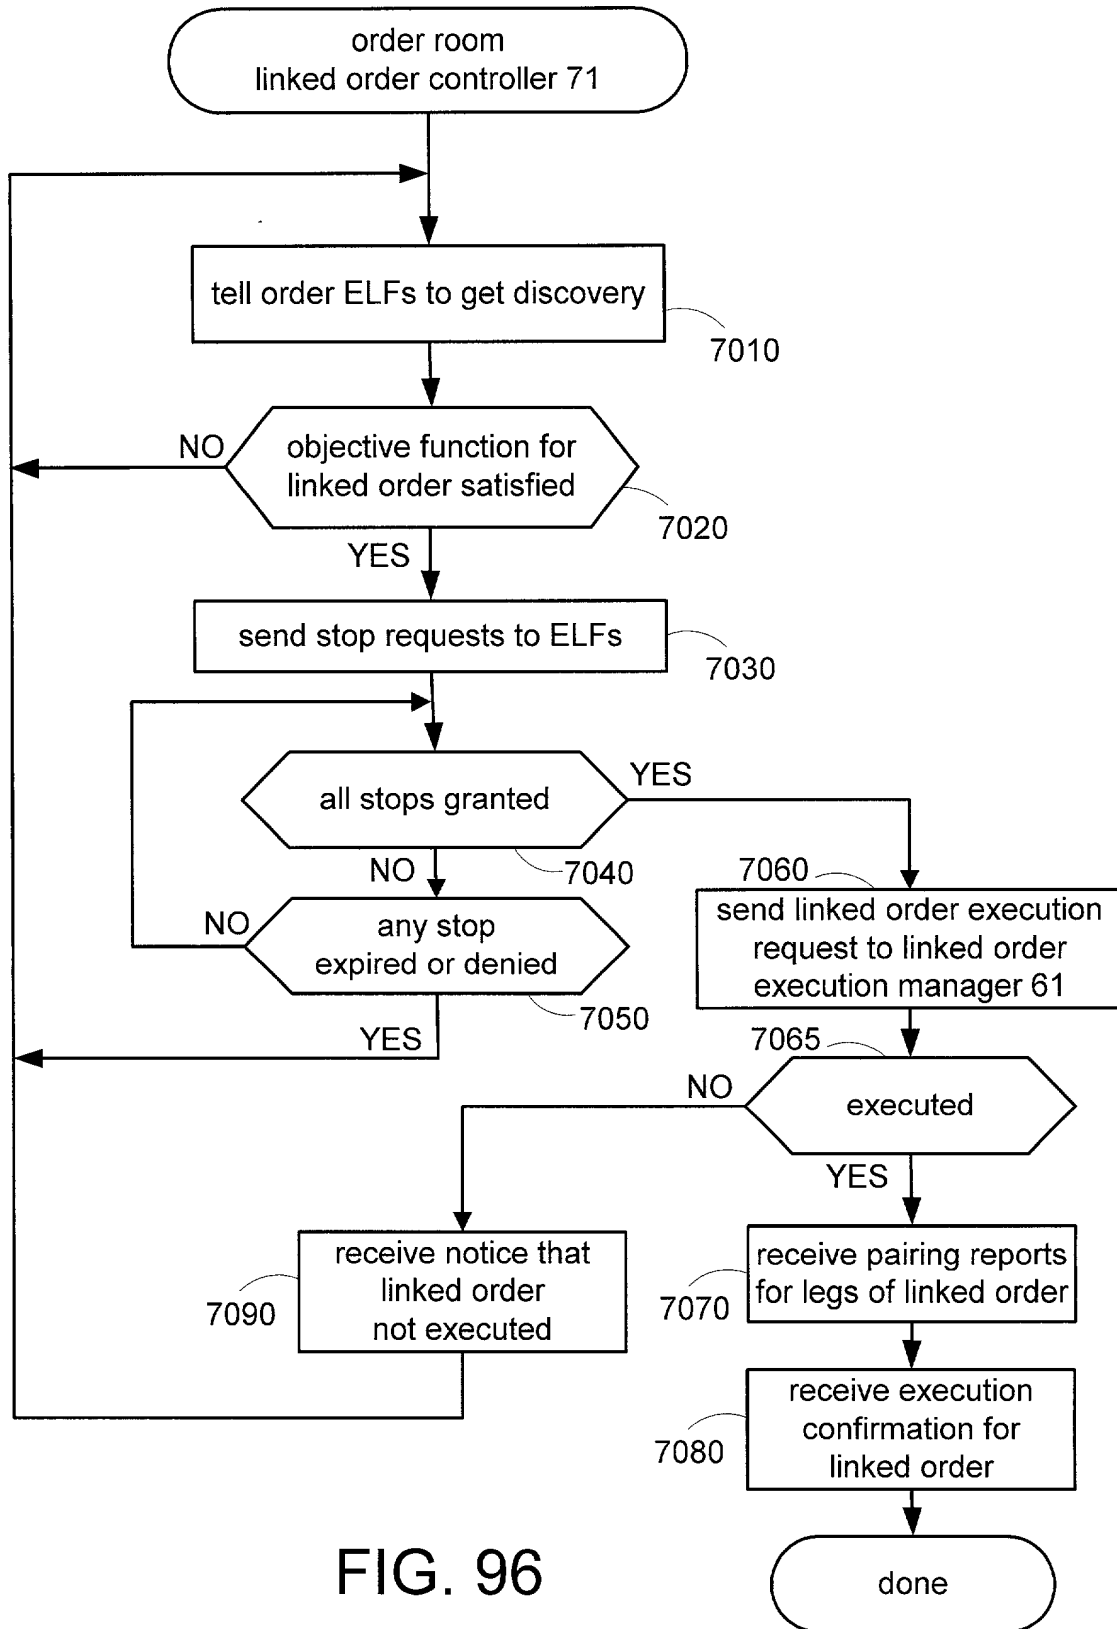 order room
linked order controller 71
tell order ELFs to get discovery
7010
NO
objective function for
linked order satisfied
7020
YES
send stop requests to ELFs
7030
all stops granted
YES
7040
NO
7060
send linked order execution
request to linked order
execution manager 61
NO
any stop
expired or denied
7050
YES
7065
NO
executed
YES
receive notice that
linked order
not executed
7090
receive pairing reports
for legs of linked order
7070
receive execution
confirmation for
linked order
7080
done
FIG. 96